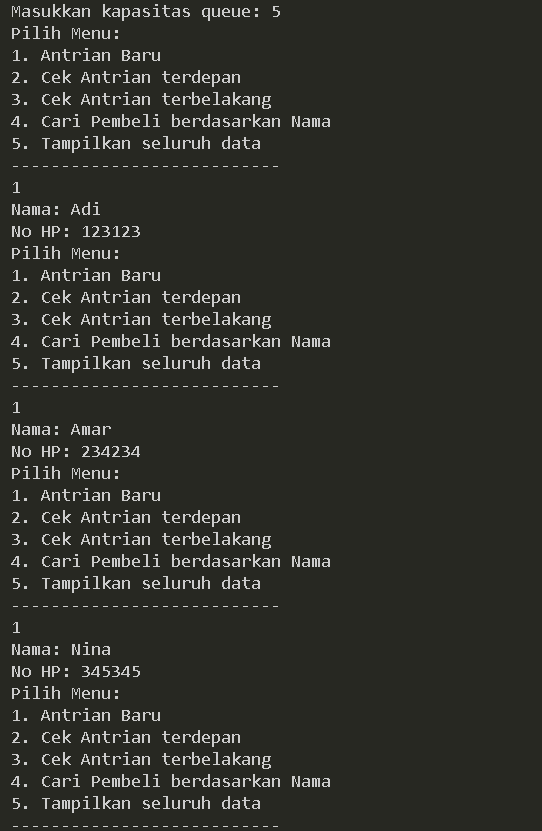 Masukkan kapasitas queue: 5
Pilih Menu:
1. Antrian Baru
2. Cek Antrian terdepan
3. Cek Antrian terbelakang
4. Cari Pembeli berdasarkan Nama
5. Tampilkan seluruh data
---------------------------
1
Nama: Adi
No HP: 123123
Pilih Menu:
1. Antrian Baru
2. Cek Antrian terdepan
3. Cek Antrian terbelakang
4. Cari Pembeli berdasarkan Nama
5. Tampilkan seluruh data
---------------------------
1
Nama: Amar
No HP: 234234
Pilih Menu:
1. Antrian Baru
2. Cek Antrian terdepan
3. Cek Antrian terbelakang
4. Cari Pembeli berdasarkan Nama
5. Tampilkan seluruh data
---------------------------
1
Nama: Nina
No HP: 345345
Pilih Menu:
1. Antrian Baru
2. Cek Antrian terdepan
3. Cek Antrian terbelakang
4. Cari Pembeli berdasarkan Nama
5. Tampilkan seluruh data
---------------------------